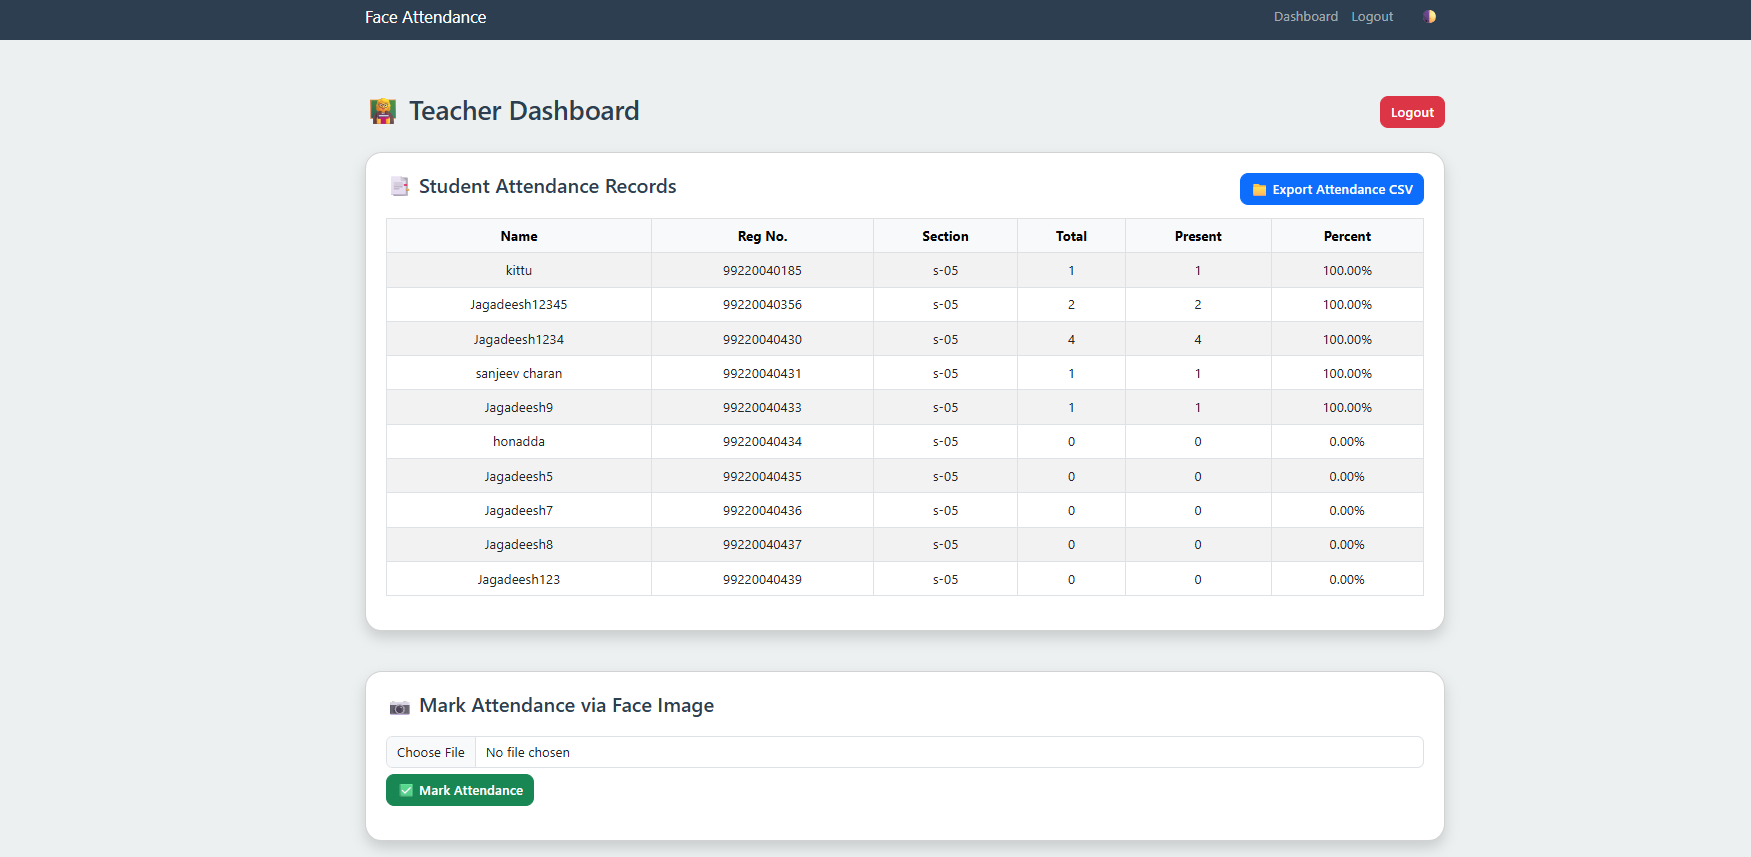 Face Attendance Dashboard Logout
Teacher Dashboard Logout
Student Attendance Records Export Attendance CSV
Name Reg No. Section Total Present Percent
kittu 99220040185 s-05 1 1 100.00%
Jagadeesh12345 99220040356 s-05 2 2 100.00%
Jagadeesh1234 99220040430 s-05 4 4 100.00%
sanjeev charan 99220040431 s-05 1 1 100.00%
Jagadeesh9 99220040433 s-05 1 1 100.00%
honadda 99220040434 s-05 0 0 0.00%
Jagadeesh5 99220040435 s-05 0 0 0.00%
Jagadeesh7 99220040436 s-05 0 0 0.00%
Jagadeesh8 99220040437 s-05 0 0 0.00%
Jagadeesh123 99220040439 s-05 0 0 0.00%
Mark Attendance via Face Image
Choose File No file chosen
Mark Attendance